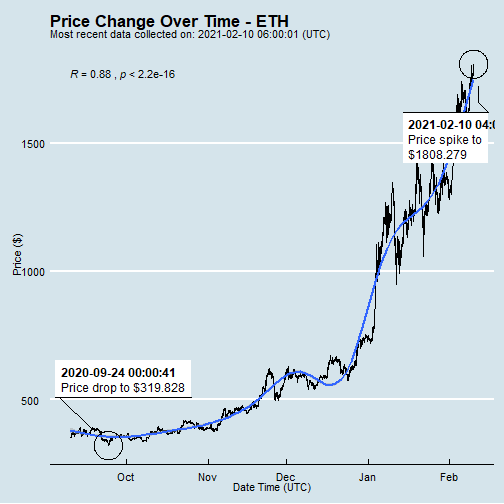 Price Change Over Time - ETH
Most recent data collected on: 2021-02-10 06:00:01 (UTC)
R = 0.88 , p < 2.2e-16
2021-02-10 04:0
Price spike to
$1808.279
1500
Price ($)
1000
2020-09-24 00:00:41
Price drop to $319.828
500
Oct Nov Dec Jan Feb
Date Time (UTC)